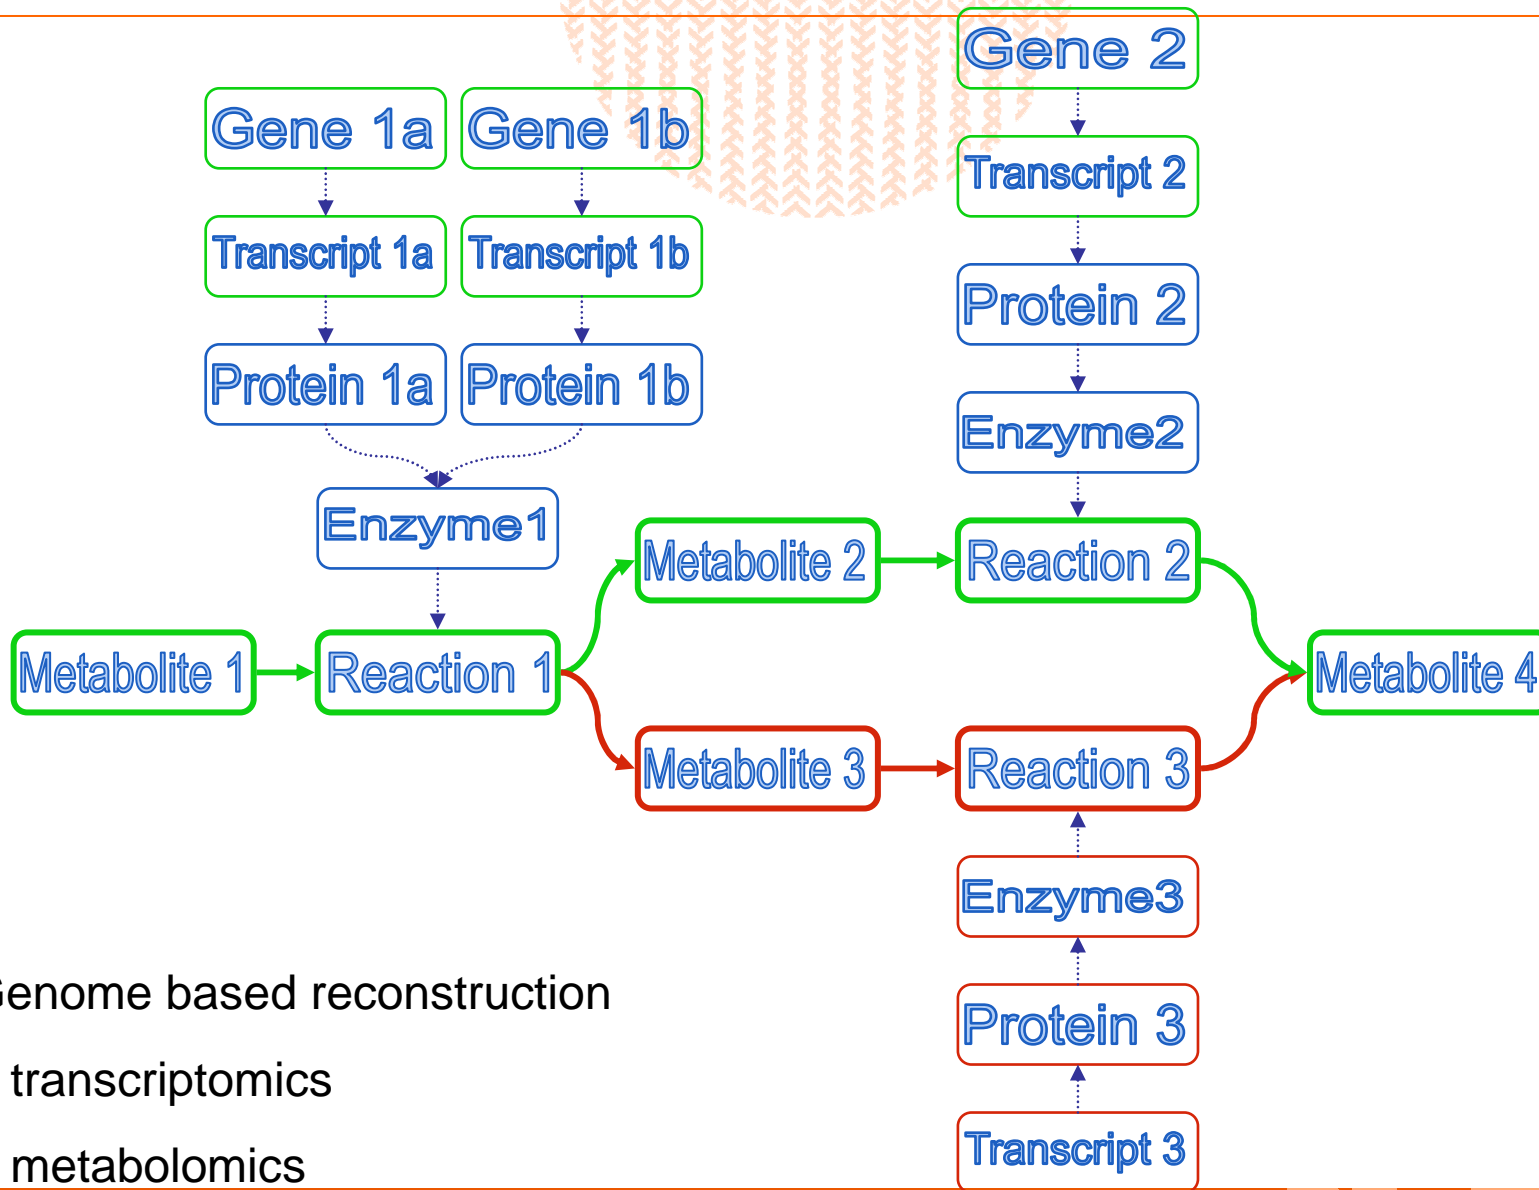 Gene 2
Gene 1a
Gene 1b
Transcript 2
Transcript 1a
Transcript 1b
Protein 2
Protein 1a
Protein 1b
Enzyme2
Enzyme1
Metabolite 2
Reaction 2
Metabolite 1
Reaction 1
Metabolite 4
Metabolite 3
Reaction 3
Enzyme3
Genome based reconstruction
Protein 3
transcriptomics
Transcript 3
metabolomics